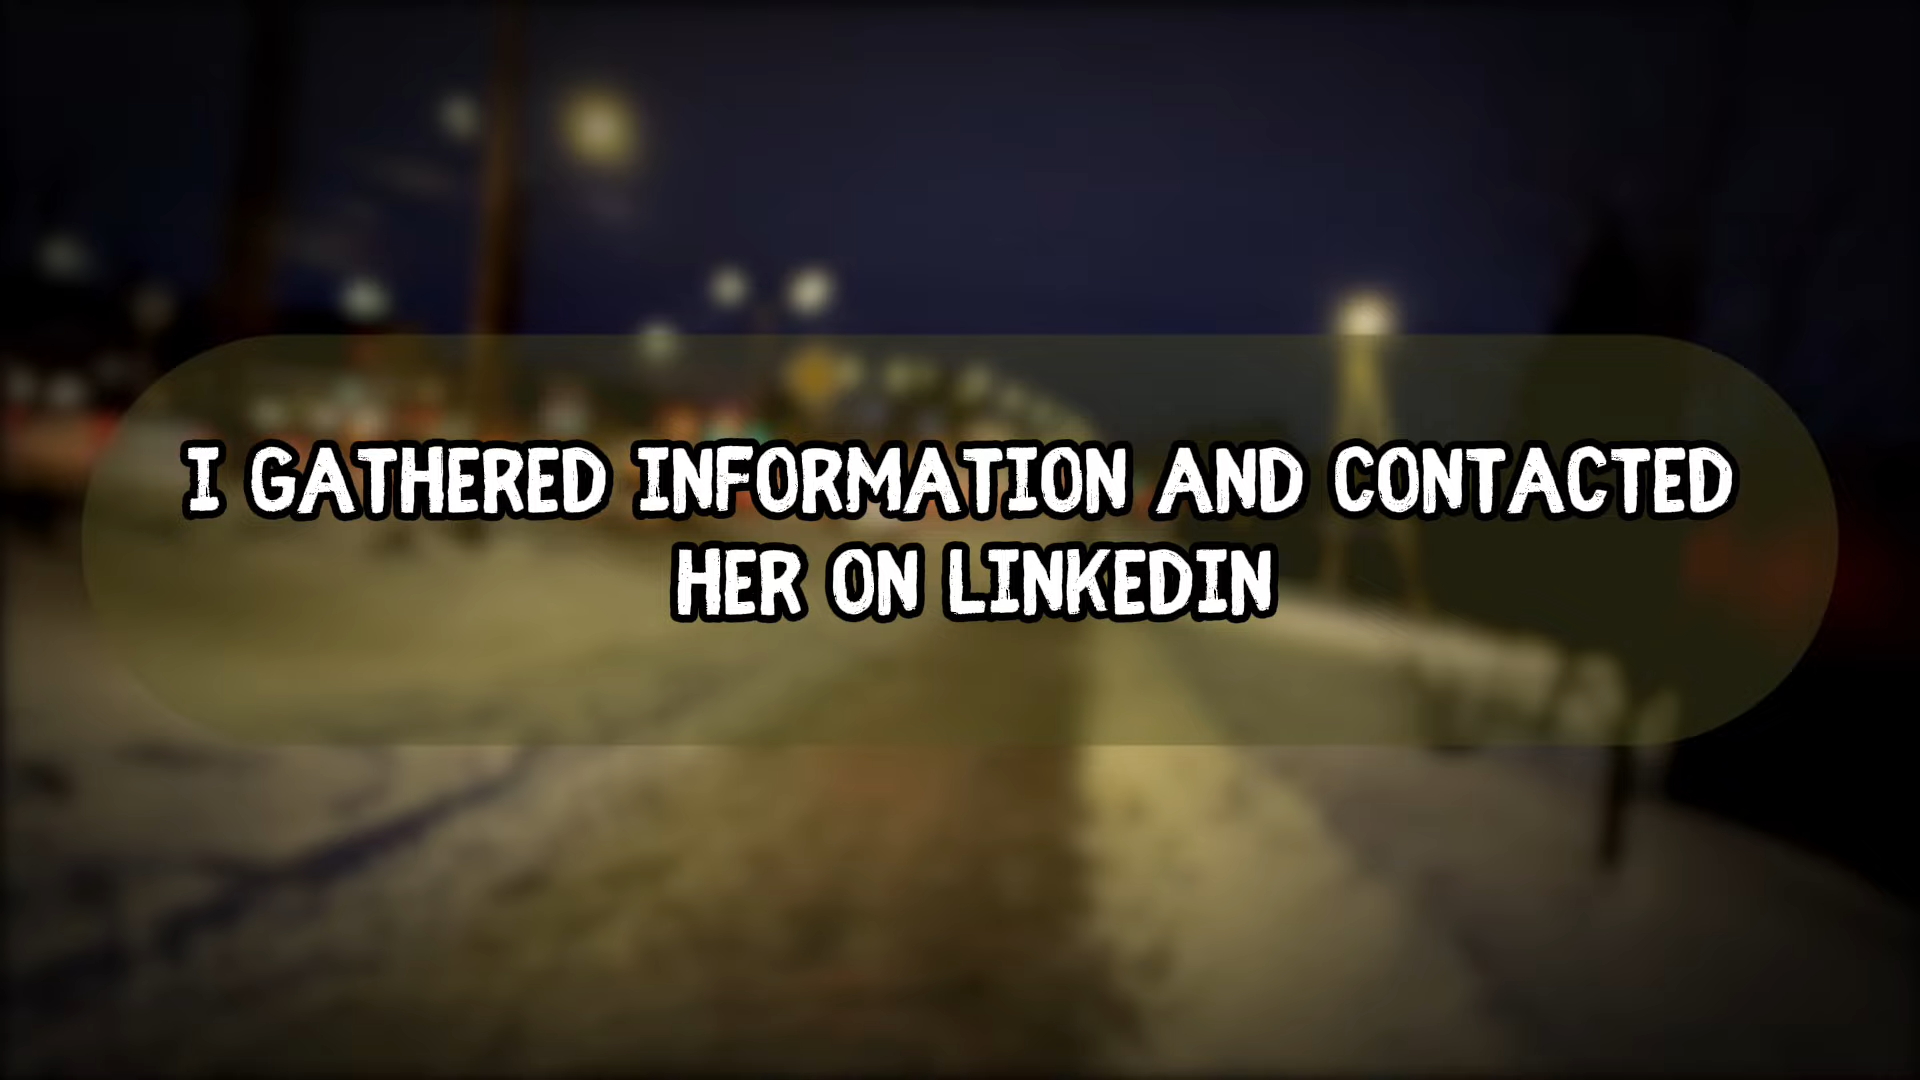 I GATHERED INFORMATION AND CONTACTED
HER ON LINKEDIN